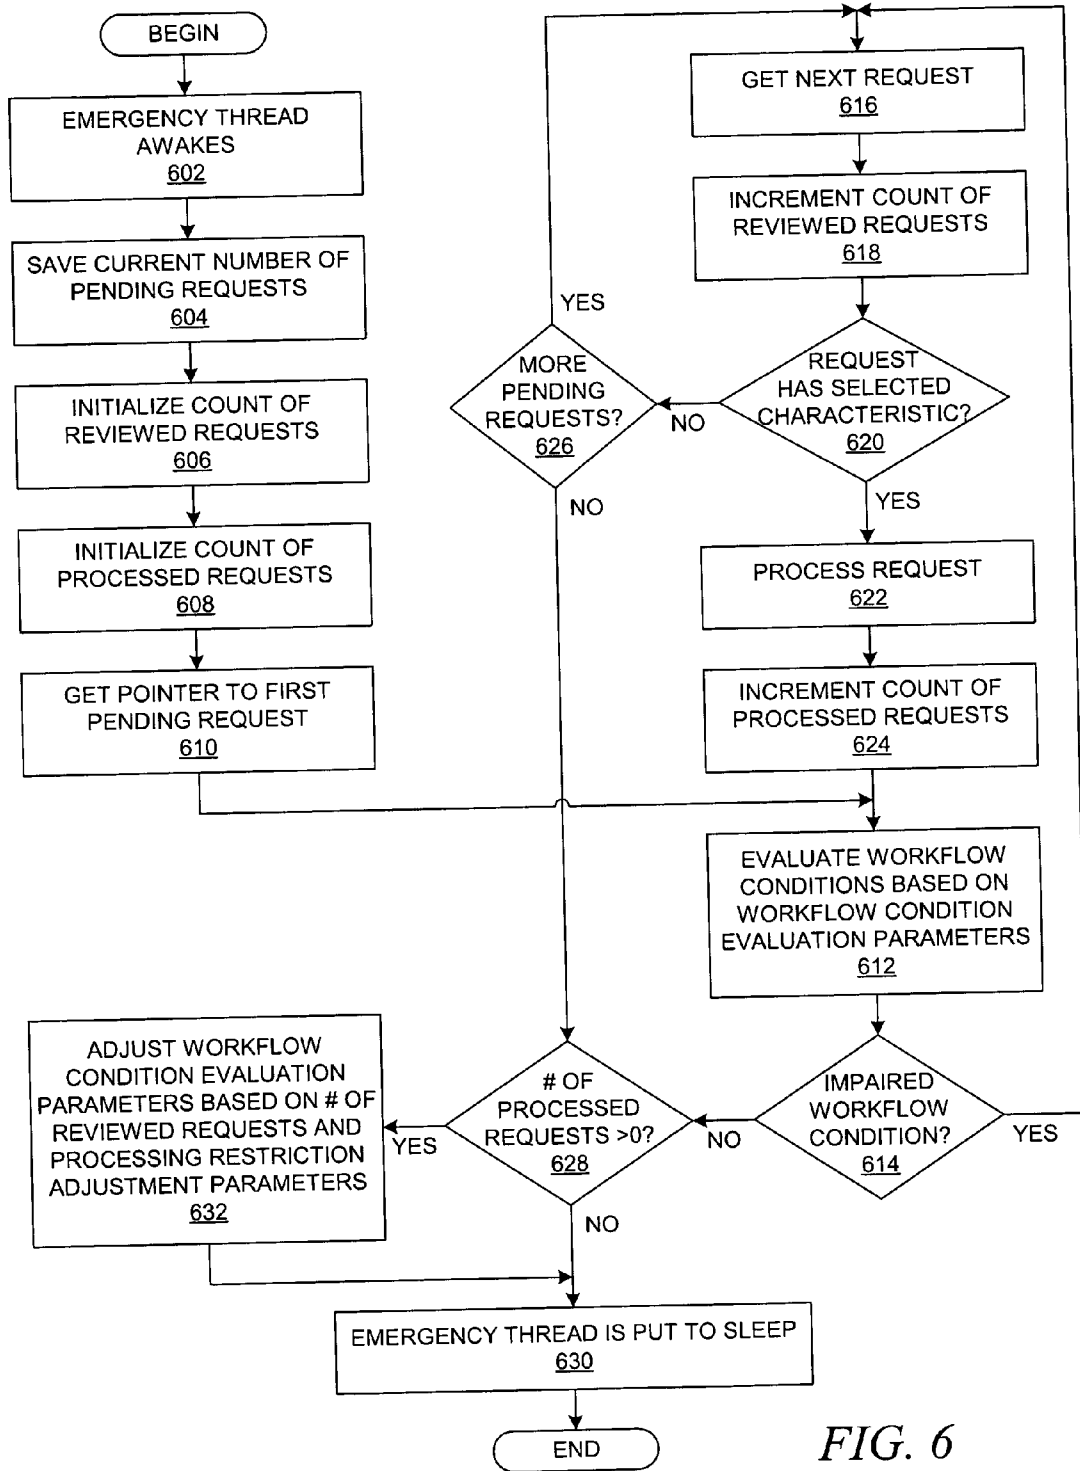 BEGIN
EMERGENCY THREAD
AWAKES
602
SAVE CURRENT NUMBER OF
PENDING REQUESTS
604
INITIALIZE COUNT OF
REVIEWED REQUESTS
606
INITIALIZE COUNT OF
PROCESSED REQUESTS
608
GET POINTER TO FIRST
PENDING REQUEST
610
GET NEXT REQUEST
616
INCREMENT COUNT OF
REVIEWED REQUESTS
618
REQUEST
HAS SELECTED
CHARACTERISTIC?
620
NO
YES
MORE
PENDING
REQUESTS?
626
YES
NO
PROCESS REQUEST
622
INCREMENT COUNT OF
PROCESSED REQUESTS
624
EVALUATE WORKFLOW
CONDITIONS BASED ON
WORKFLOW CONDITION
EVALUATION PARAMETERS
612
IMPAIRED
WORKFLOW
CONDITION?
614
YES
NO
# OF
PROCESSED
REQUESTS >0?
628
YES
NO
ADJUST WORKFLOW
CONDITION EVALUATION
PARAMETERS BASED ON # OF
REVIEWED REQUESTS AND
PROCESSING RESTRICTION
ADJUSTMENT PARAMETERS
632
EMERGENCY THREAD IS PUT TO SLEEP
630
END
FIG. 6